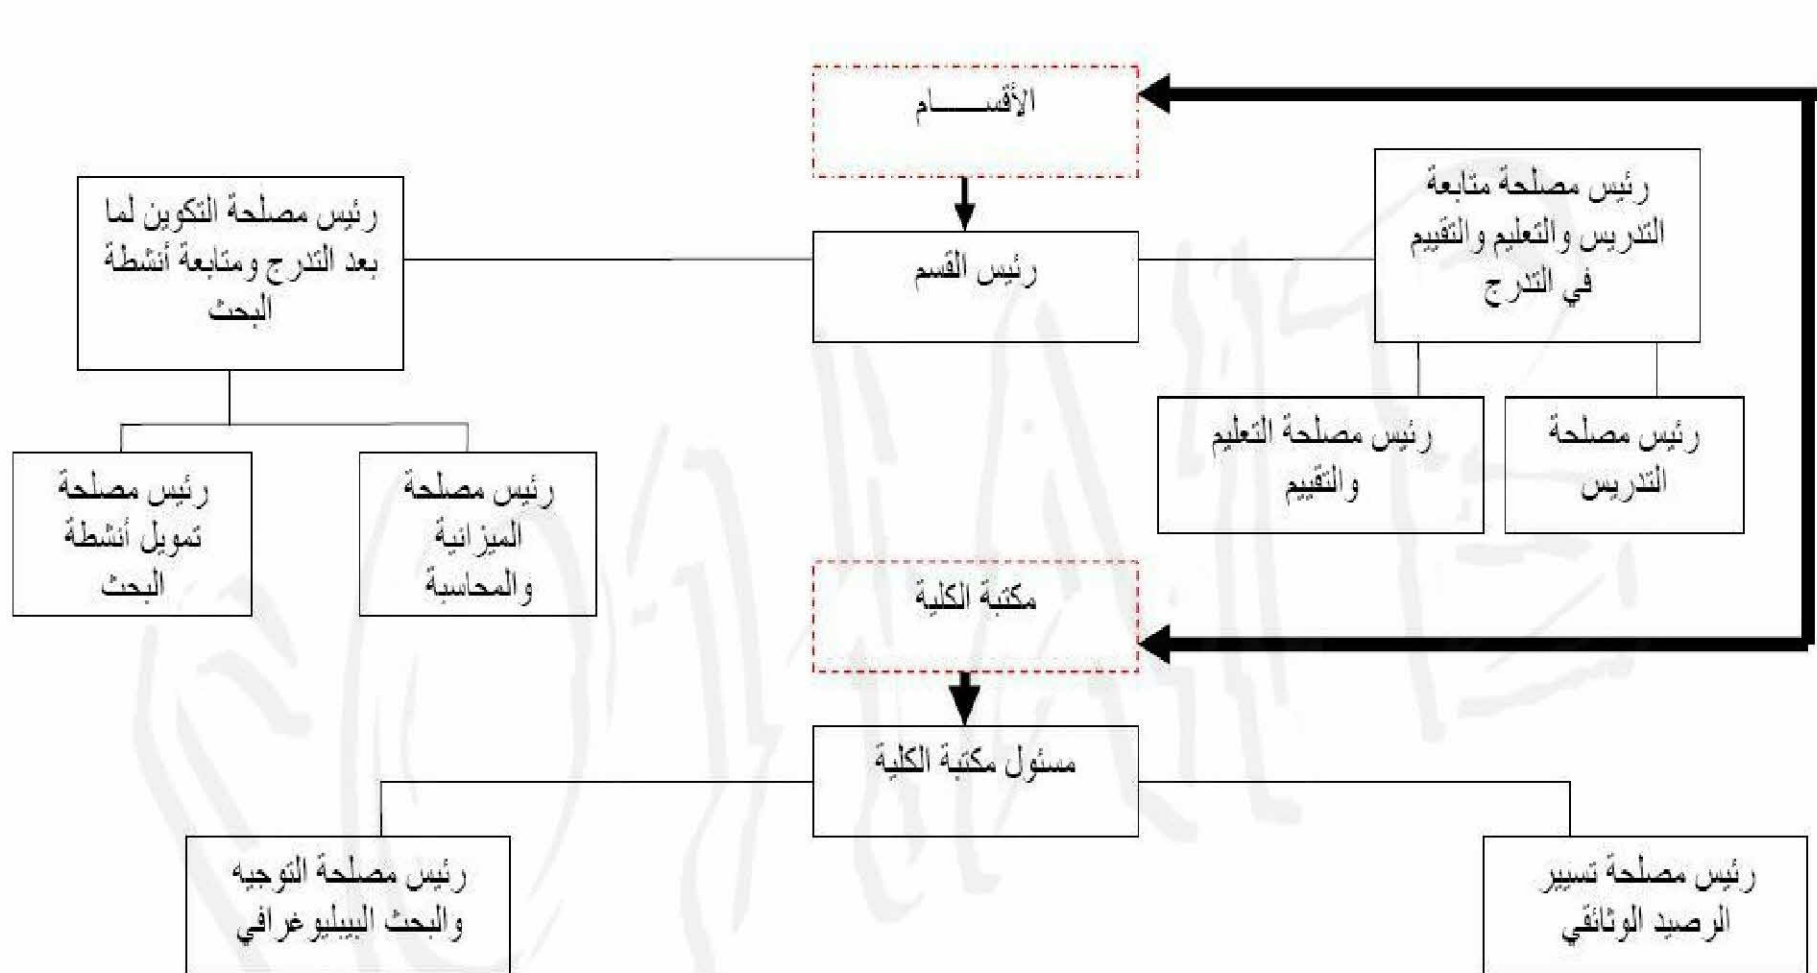 الأقســـــام
رئيس مصلحة متابعة
التدريس والتعليم والتقييم
في التدرج
رئيس القسم
رئيس مصلحة التكوين لما
بعد التدرج ومتابعة أنشطة
البحث
رئيس مصلحة
التدريس
رئيس مصلحة التعليم
والتقييم
رئيس مصلحة
الميزانية
والمحاسبة
رئيس مصلحة
تمويل أنشطة
البحث
مكتبة الكلية
مسئول مكتبة الكلية
رئيس مصلحة تسيير
الرصيد الوثائقي
رئيس مصلحة التوجيه
والبحث البيبليوغرافي